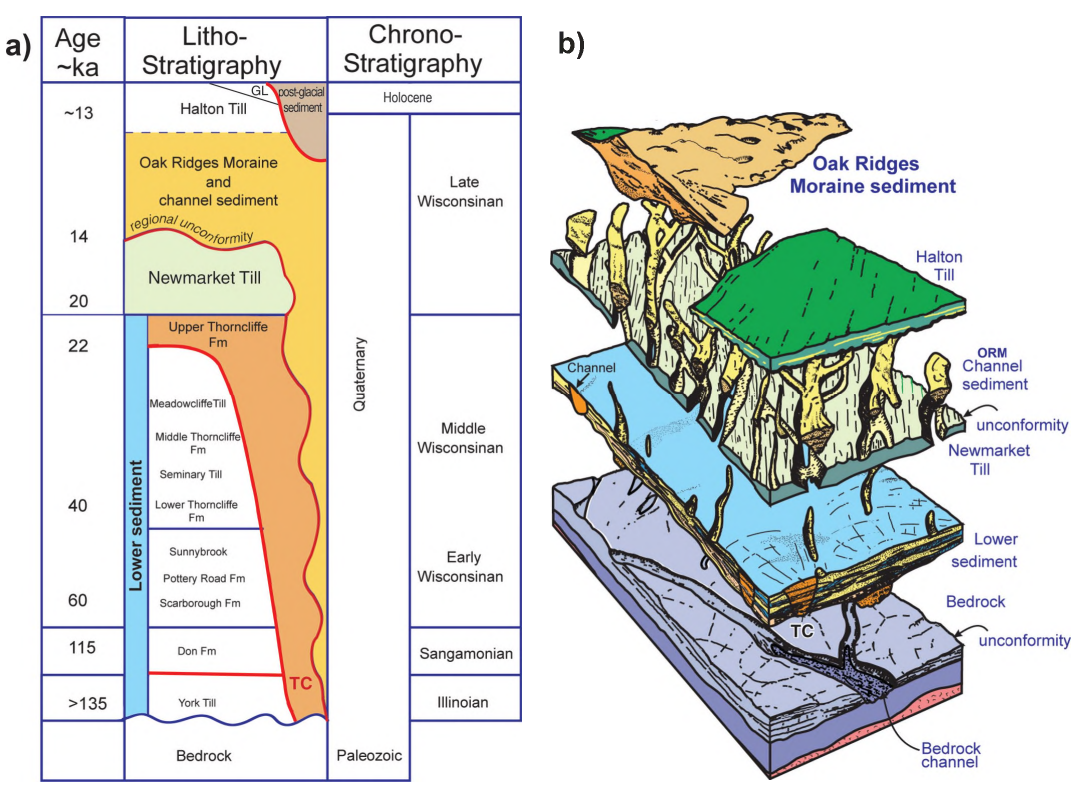 a)
Age
~ka
Litho-
Stratigraphy
Chrono-
Stratigraphy
~13
GL
post-glacial
sediment
Halton Till
Holocene
Oak Ridges Moraine
and
channel sediment
Late
Wisconsinan
14
regional unconformity
Newmarket Till
20
Upper Thorncliffe
Fm
22
Quaternary
MeadowcliffeTill
Middle Thorncliffe
Fm
Middle
Wisconsinan
Seminary Till
40
Lower Thorncliffe
Fm
Lower sediment
Sunnybrook
Early
Wisconsinan
Pottery Road Fm
60
Scarborough Fm
115
Don Fm
Sangamonian
TC
>135
York Till
Illinoian
Bedrock
Paleozoic
b)
Oak Ridges
Moraine sediment
Halton
Till
ORM
Channel
sediment
Channel
unconformity
Newmarket
Till
Lower
sediment
Bedrock
TC
unconformity
Bedrock
channel